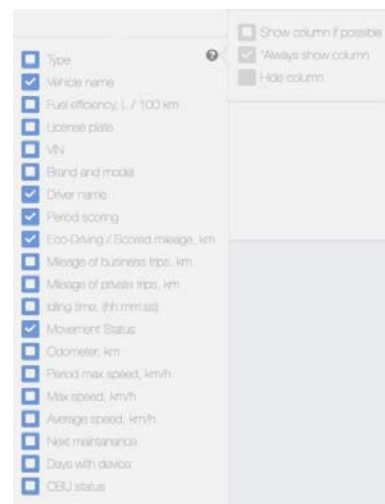 Show column if possible
*Always show column
Hide column
Type
Vehicle name
Fuel efficiency, L / 100 km
License plate
VIN
Brand and model
Driver name
Period scoring
Eco-Driving / Scored mileage, km
Mileage of business trips, km
Mileage of private trips, km
Idling time, (hh:mm:ss)
Movement Status
Odometer, km
Period max speed, km/h
Max speed, km/h
Average speed, km/h
Next maintanance
Days with device
CBU status